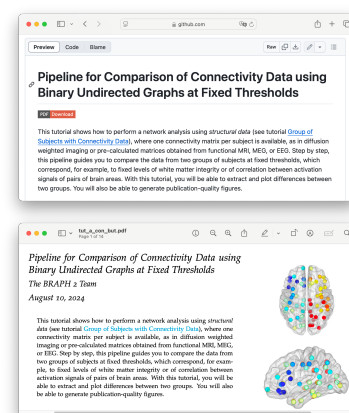 github.com
Preview Code Blame
Raw
Pipeline for Comparison of Connectivity Data using
Binary Undirected Graphs at Fixed Thresholds
PDF Download
This tutorial shows how to perform a network analysis using structural data (see tutorial Group of
Subjects with Connectivity Data), where one connectivity matrix per subject is available, as in diffusion
weighted imaging or pre-calculated matrices obtained from functional MRI, MEG, or EEG. Step by step,
this pipeline guides you to compare the data from two groups of subjects at fixed thresholds, which
correspond, for example, to fixed levels of white matter integrity or of correlation between activation
signals of pairs of brain areas. With this tutorial, you will be able to extract and plot differences between
two groups. You will also be able to generate publication-quality figures.
tut_a_con_but.pdf
Page 1 of 14
Pipeline for Comparison of Connectivity Data using
Binary Undirected Graphs at Fixed Thresholds
The BRAPH 2 Team
August 10, 2024
This tutorial shows how to perform a network analysis using structural
data (see tutorial Group of Subjects with Connectivity Data), where one
connectivity matrix per subject is available, as in diffusion weighted
imaging or pre-calculated matrices obtained from functional MRI, MEG,
or EEG. Step by step, this pipeline guides you to compare the data from
two groups of subjects at fixed thresholds, which correspond, for exam-
ple, to fixed levels of white matter integrity or of correlation between
activation signals of pairs of brain areas. With this tutorial, you will be
able to extract and plot differences between two groups. You will also
be able to generate publication-quality figures.